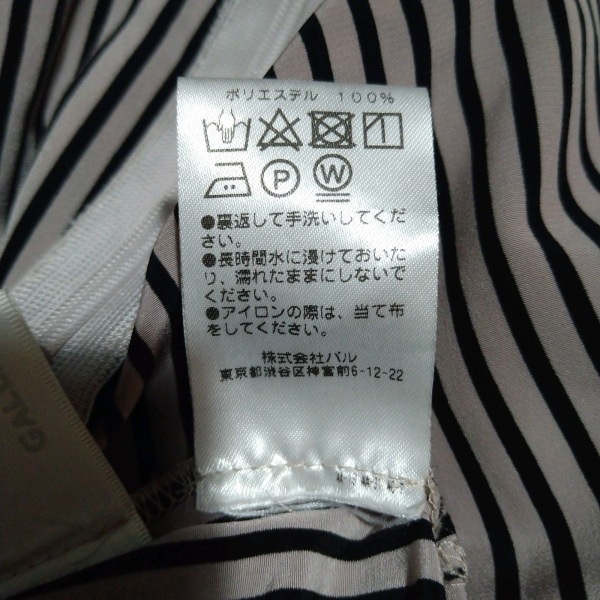 ポリエステル 100%
P W
●裏返して手洗いしてくだ
さい。
●長時間水に浸けておいた
り、濡れたままにしないで
ください。
●アイロンの際は、当て布
をしてください。
株式会社パル
東京都渋谷区神宮前6-12-22
GALL